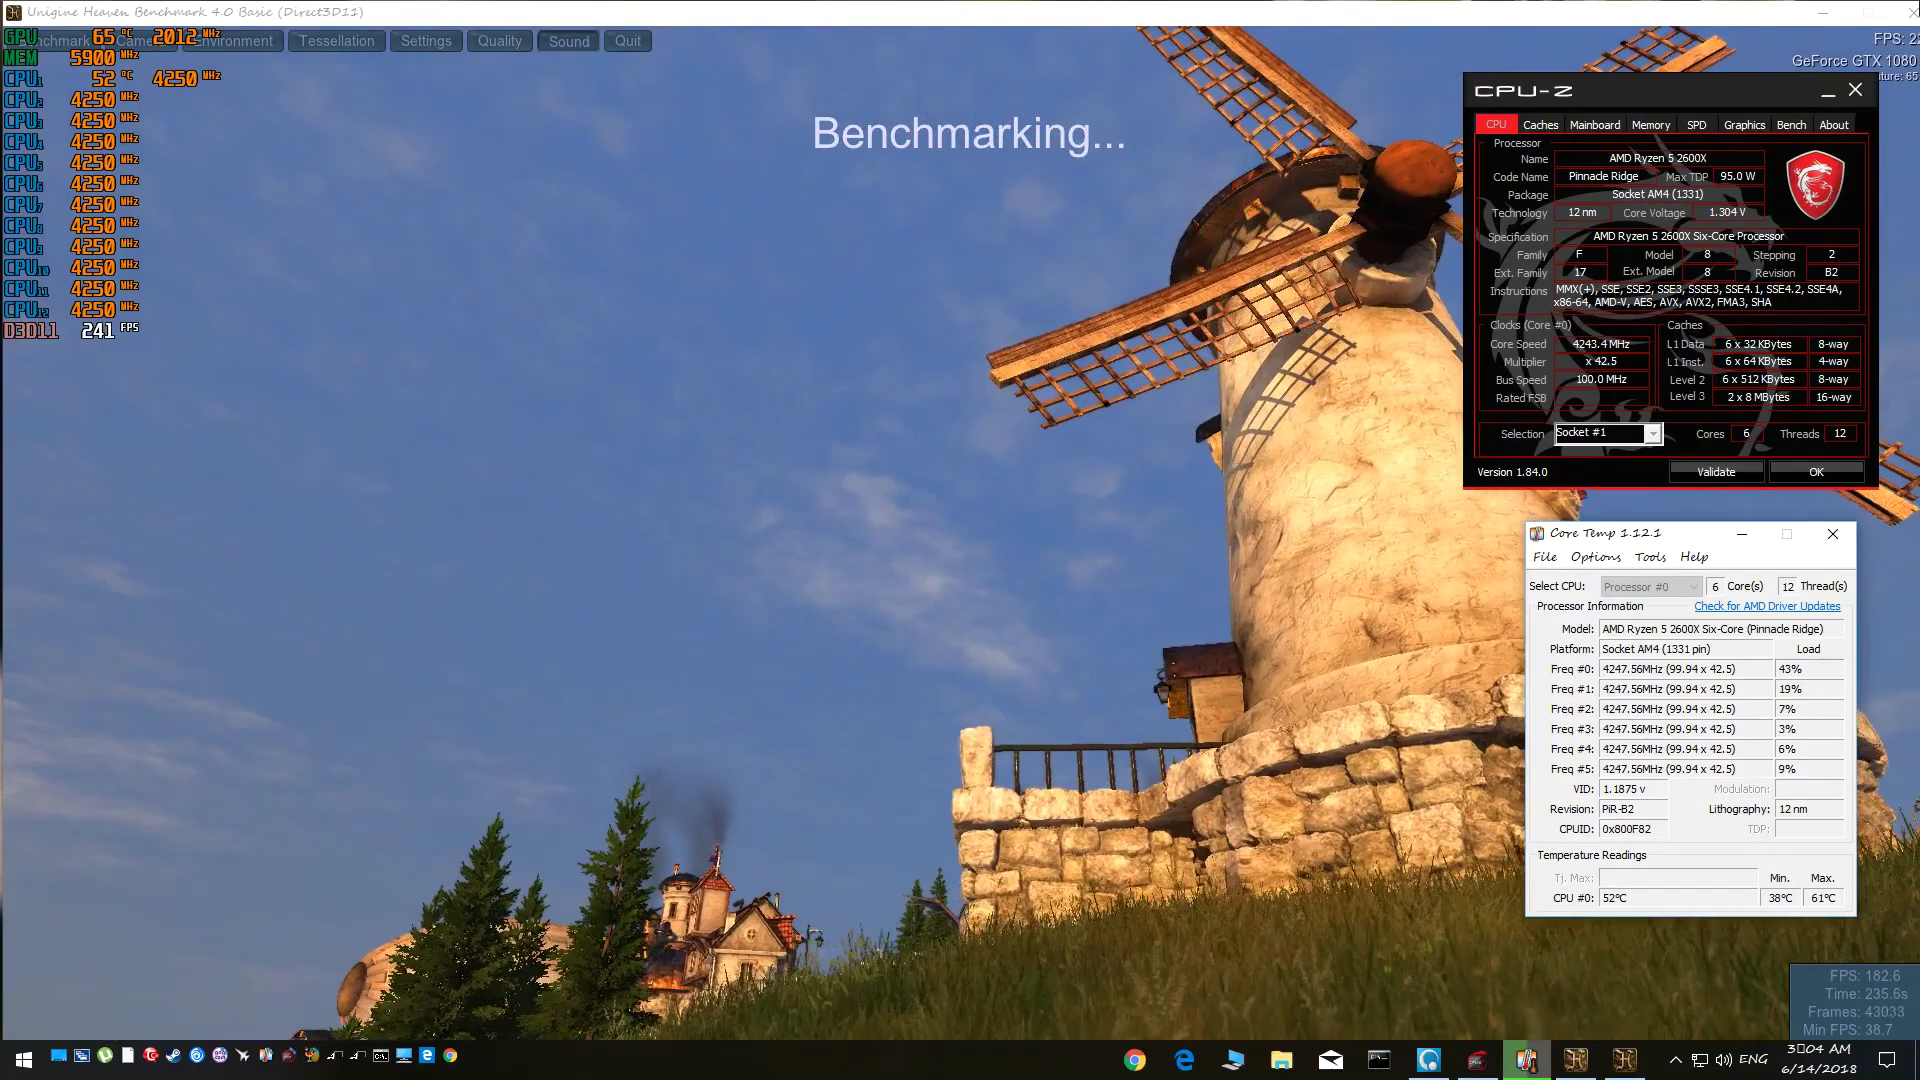 Unigine Heaven Benchmark 4.0 Basic (Direct3D11)
GPU 65 °C 2012 MHz
MEM 5900 MHz
CPU1 52 °C 4250 MHz
CPU2 4250 MHz
CPU3 4250 MHz
CPU4 4250 MHz
CPU5 4250 MHz
CPU6 4250 MHz
CPU7 4250 MHz
CPU8 4250 MHz
CPU9 4250 MHz
CPU10 4250 MHz
CPU11 4250 MHz
CPU12 4250 MHz
D3D11 241 FPS
Environment Tessellation Settings Quality Sound Quit
Benchmarking...
FPS: 22
GeForce GTX 1080
CPU-Z
CPU Caches Mainboard Memory SPD Graphics Bench About
Processor
Name AMD Ryzen 5 2600X
Code Name Pinnacle Ridge Max TDP 95.0 W
Package Socket AM4 (1331)
Technology 12 nm Core Voltage 1.304 V
Specification AMD Ryzen 5 2600X Six-Core Processor
Family F Model 8 Stepping 2
Ext. Family 17 Ext. Model 8 Revision B2
Instructions MMX(+), SSE, SSE2, SSE3, SSSE3, SSE4.1, SSE4.2, SSE4A,
x86-64, AMD-V, AES, AVX, AVX2, FMA3, SHA
Clocks (Core #0) Caches
Core Speed 4243.4 MHz L1 Data 6 x 32 KBytes 8-way
Multiplier x 42.5 L1 Inst. 6 x 64 KBytes 4-way
Bus Speed 100.0 MHz Level 2 6 x 512 KBytes 8-way
Rated FSB Level 3 2 x 8 MBytes 16-way
Selection Socket #1 Cores 6 Threads 12
Version 1.84.0 Validate OK
Core Temp 1.12.1
File Options Tools Help
Select CPU: Processor #0 6 Core(s) 12 Thread(s)
Processor Information Check for AMD Driver Updates
Model: AMD Ryzen 5 2600X Six-Core (Pinnacle Ridge)
Platform: Socket AM4 (1331 pin) Load
Freq #0: 4247.56MHz (99.94 x 42.5) 43%
Freq #1: 4247.56MHz (99.94 x 42.5) 19%
Freq #2: 4247.56MHz (99.94 x 42.5) 7%
Freq #3: 4247.56MHz (99.94 x 42.5) 3%
Freq #4: 4247.56MHz (99.94 x 42.5) 6%
Freq #5: 4247.56MHz (99.94 x 42.5) 9%
VID: 1.1875 v Modulation:
Revision: PiR-B2 Lithography: 12 nm
CPUID: 0x800F82 TDP:
Temperature Readings
Tj. Max: Min. Max.
CPU #0: 52°C 38°C 61°C
FPS: 182.6
Time: 235.6s
Frames: 43033
Min FPS: 38.7
ENG
3□04 AM
6/14/2018